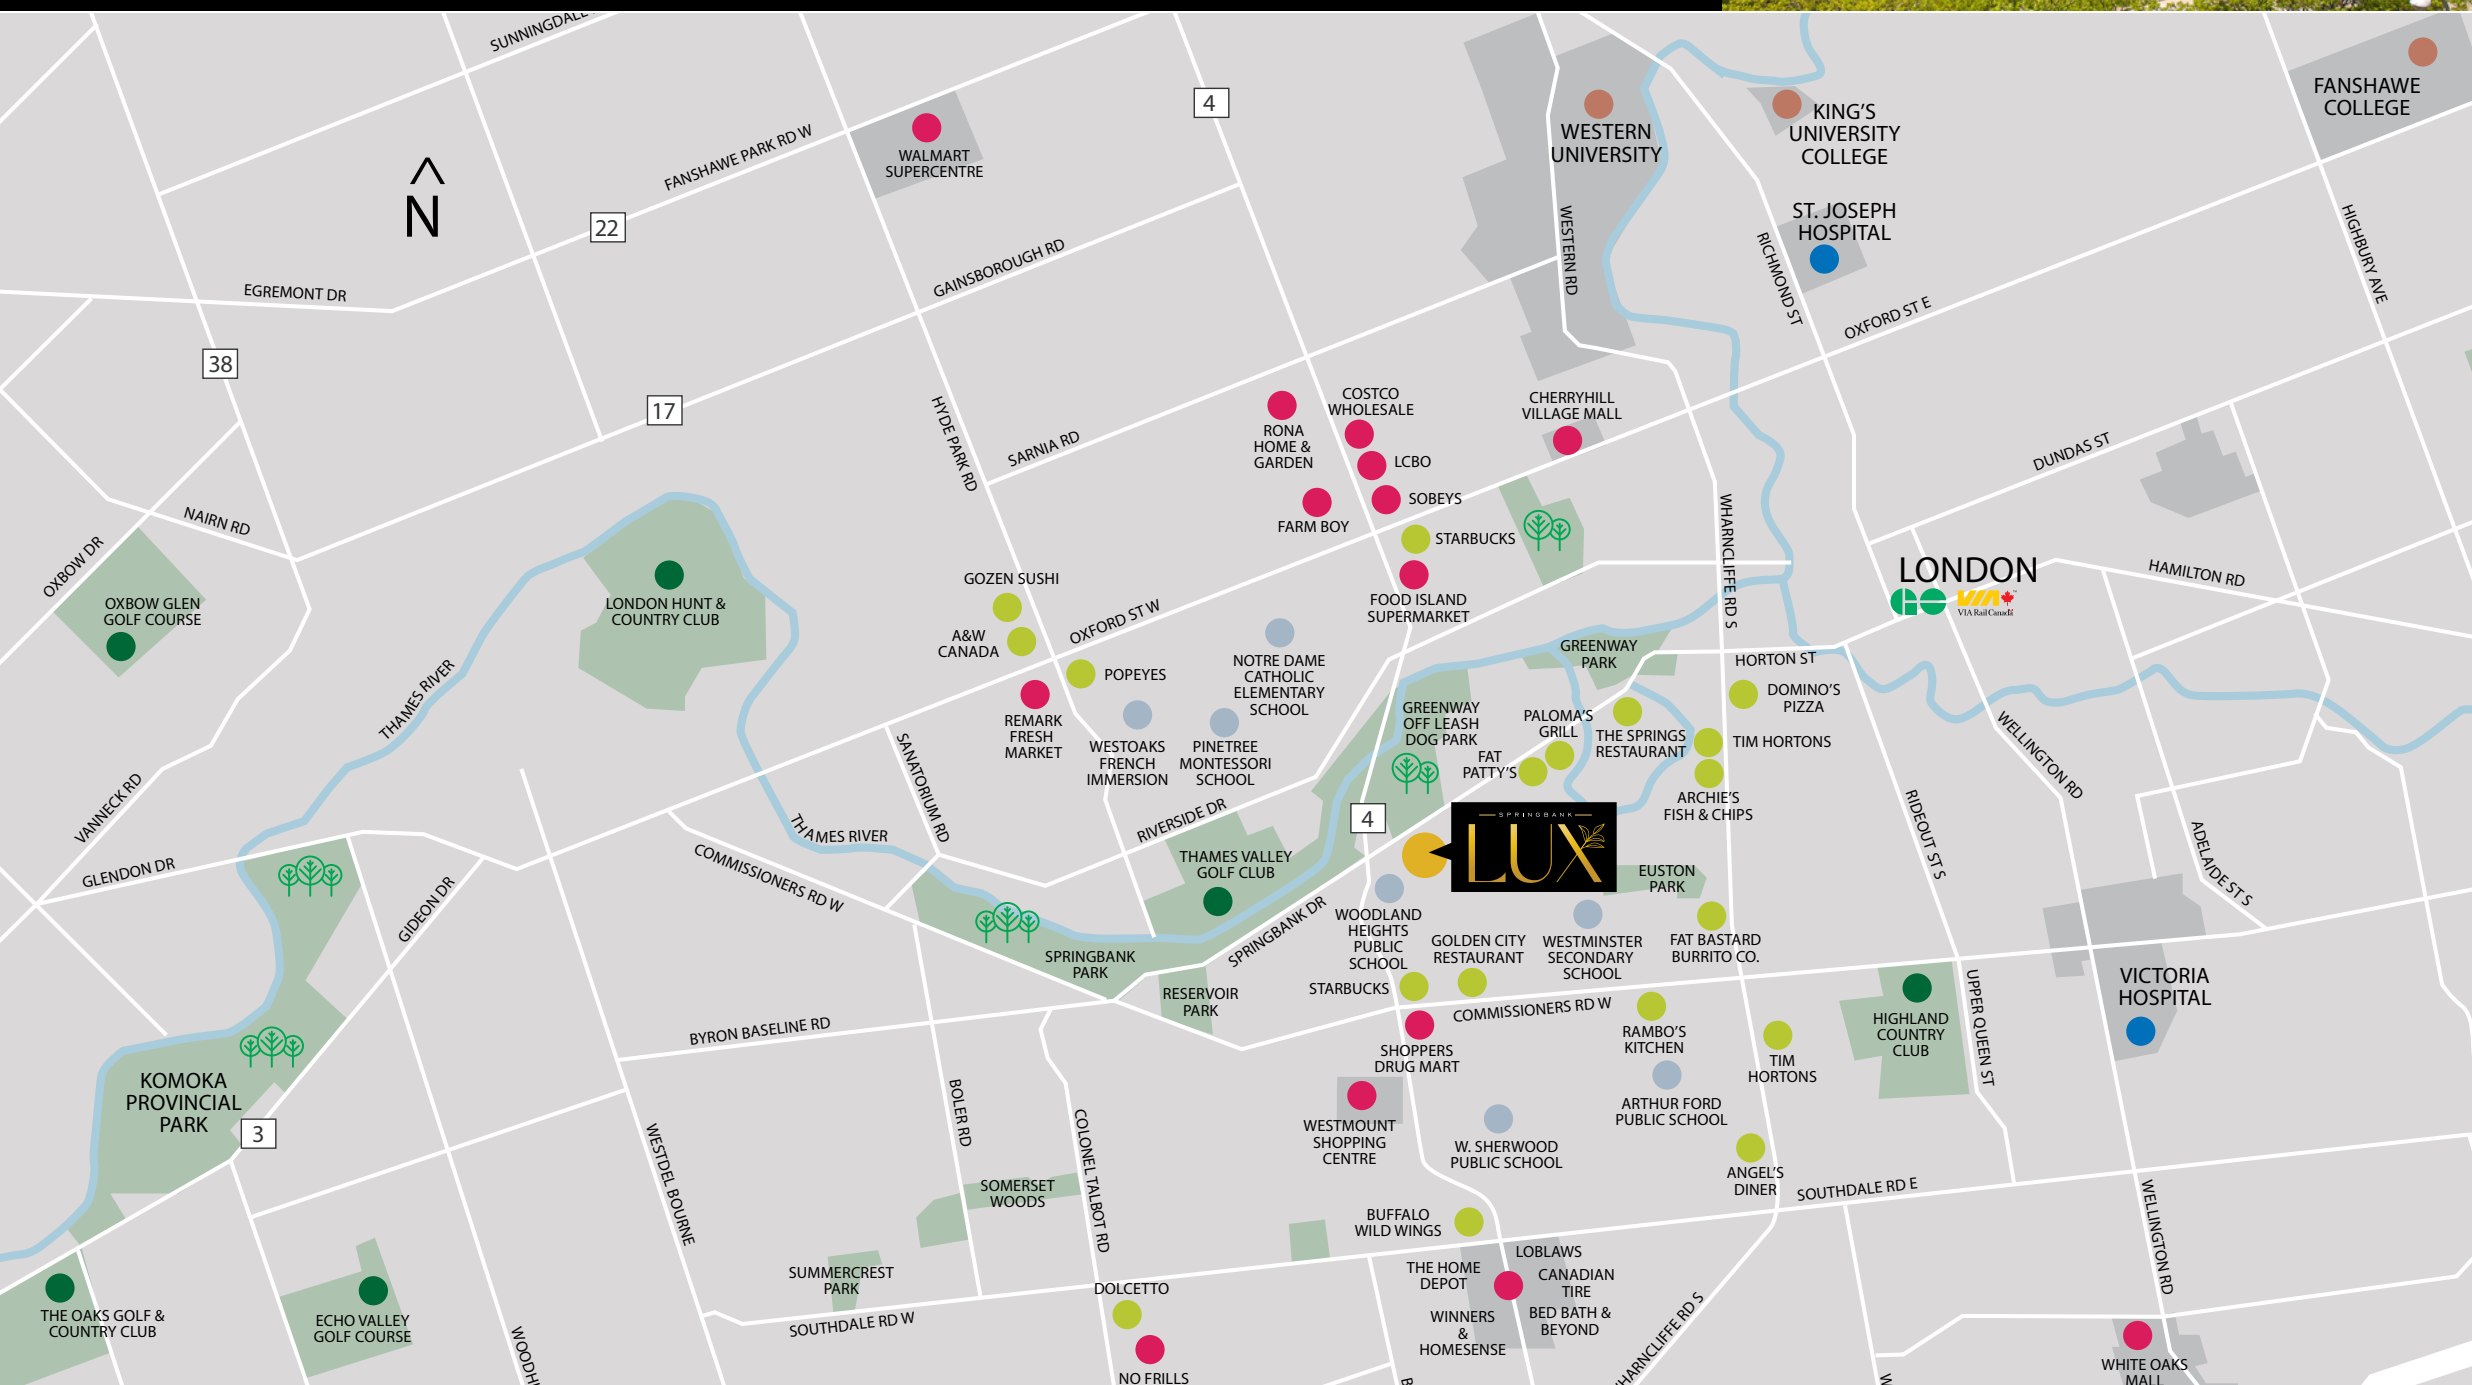 SUNNINGDALE
FANSHAWE
COLLEGE
4
KING'S
UNIVERSITY
COLLEGE
WESTERN
UNIVERSITY
WALMART
SUPERCENTRE
FANSHAWE PARK RD W
N
22
ST. JOSEPH
HOSPITAL
WESTERN RD
RICHMOND ST
HIGHBURY AVE
GAINSBOROUGH RD
EGREMONT DR
OXFORD ST E
38
17
HYDE PARK RD
SARNIA RD
COSTCO
WHOLESALE
RONA
HOME &
GARDEN
LCBO
SOBEYS
FARM BOY
STARBUCKS
CHERRYHILL
VILLAGE MALL
DUNDAS ST
NAIRN RD
OXBOW DR
WHARNCLIFFE RD S
LONDON
GO
VIA
VIA Rail Canada
HAMILTON RD
OXBOW GLEN
GOLF COURSE
LONDON HUNT &
COUNTRY CLUB
GOZEN SUSHI
A&W
CANADA
OXFORD ST W
FOOD ISLAND
SUPERMARKET
POPEYES
REMARK
FRESH
MARKET
NOTRE DAME
CATHOLIC
ELEMENTARY
SCHOOL
WESTOAKS
FRENCH
IMMERSION
PINETREE
MONTESSORI
SCHOOL
GREENWAY
PARK
HORTON ST
DOMINO'S
PIZZA
GREENWAY
OFF LEASH
DOG PARK
PALOMA'S
GRILL
THE SPRINGS
RESTAURANT
FAT
PATTY'S
TIM HORTONS
ARCHIE'S
FISH & CHIPS
WELLINGTON RD
THAMES RIVER
VANNECK RD
SANATORIUM RD
THAMES RIVER
RIVERSIDE DR
4
SPRINGBANK
LUX
RIDEOUT ST S
ADELAIDE ST S
GLENDON DR
GIDEON DR
COMMISSIONERS RD W
THAMES VALLEY
GOLF CLUB
EUSTON
PARK
SPRINGBANK DR
WOODLAND
HEIGHTS
PUBLIC
SCHOOL
GOLDEN CITY
RESTAURANT
WESTMINSTER
SECONDARY
SCHOOL
FAT BASTARD
BURRITO CO.
SPRINGBANK
PARK
RESERVOIR
PARK
STARBUCKS
COMMISSIONERS RD W
UPPER QUEEN ST
VICTORIA
HOSPITAL
BYRON BASELINE RD
SHOPPERS
DRUG MART
RAMBO'S
KITCHEN
TIM
HORTONS
HIGHLAND
COUNTRY
CLUB
KOMOKA
PROVINCIAL
PARK
3
WESTDEL BOURNE
BOLER RD
COLONEL TALBOT RD
WESTMOUNT
SHOPPING
CENTRE
W. SHERWOOD
PUBLIC SCHOOL
ARTHUR FORD
PUBLIC SCHOOL
ANGEL'S
DINER
SOUTHDALE RD E
SOMERSET
WOODS
BUFFALO
WILD WINGS
WELLINGTON RD
SUMMERCREST
PARK
DOLCETTO
LOBLAWS
THE HOME
DEPOT
CANADIAN
TIRE
WINNERS
&
HOMESENSE
BED BATH &
BEYOND
THE OAKS GOLF &
COUNTRY CLUB
ECHO VALLEY
GOLF COURSE
SOUTHDALE RD W
WOODH
NO FRILLS
B
HARNCLIFFE RD S
W
WHITE OAKS
MALL